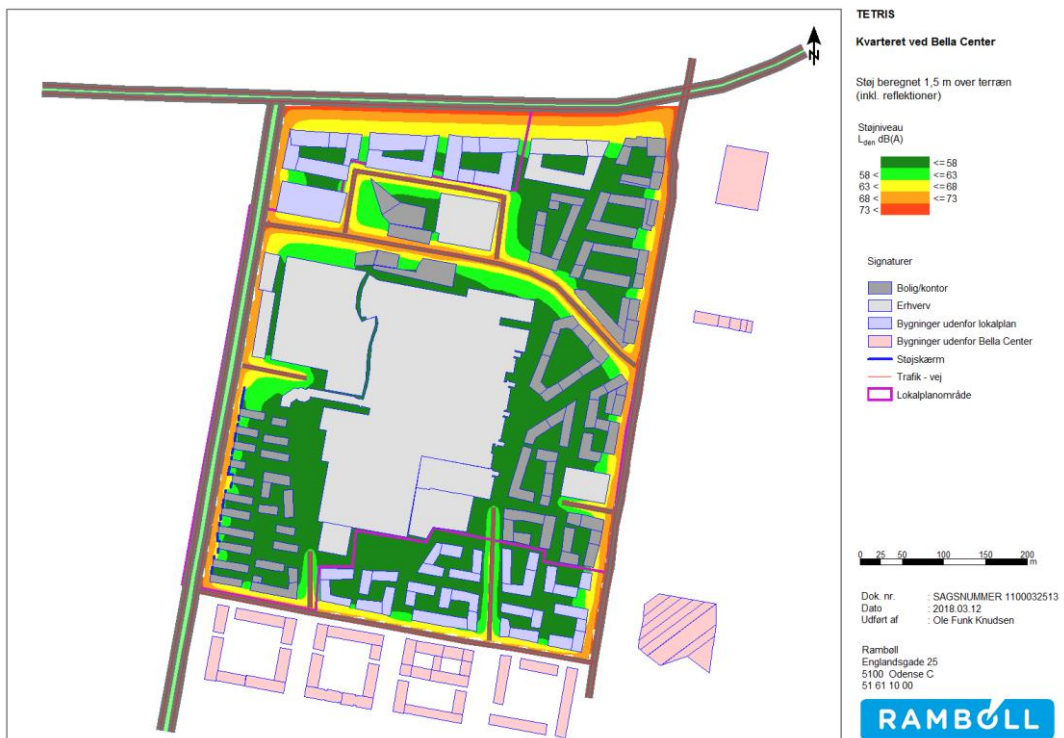 TETRIS
Kvarteret ved Bella Center
N
Støj beregnet 1,5 m over terræn
(inkl. reflektioner)
Støjniveau
Lden dB(A)
<= 58
58 < <= 63
63 < <= 68
68 < <= 73
73 <
Signaturer
Bolig/kontor
Erhverv
Bygninger udenfor lokalplan
Bygninger udenfor Bella Center
Støjskærm
Trafik - vej
Lokalplanområde
0 25 50 100 150 200
m
Dok. nr. : SAGSNUMMER 1100032513
Dato : 2018.03.12
Udført af : Ole Funk Knudsen
Rambøll
Englandsgade 25
5100 Odense C
51 61 10 00
RAMBOLL